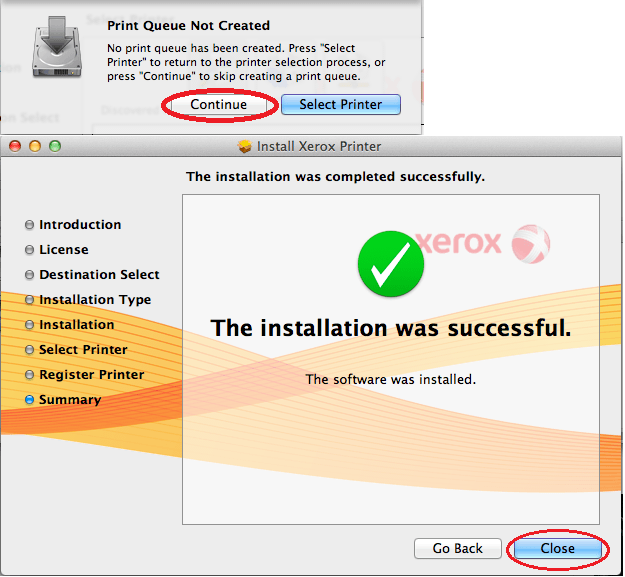 Print Queue Not Created
No print queue has been created. Press "Select
Printer" to return to the printer selection process, or
press "Continue" to skip creating a print queue.
Continue
Select Printer
Install Xerox Printer
The installation was completed successfully.
Introduction
License
Destination Select
Installation Type
Installation
Select Printer
Register Printer
Summary
xerox
The installation was successful.
The software was installed.
Go Back
Close